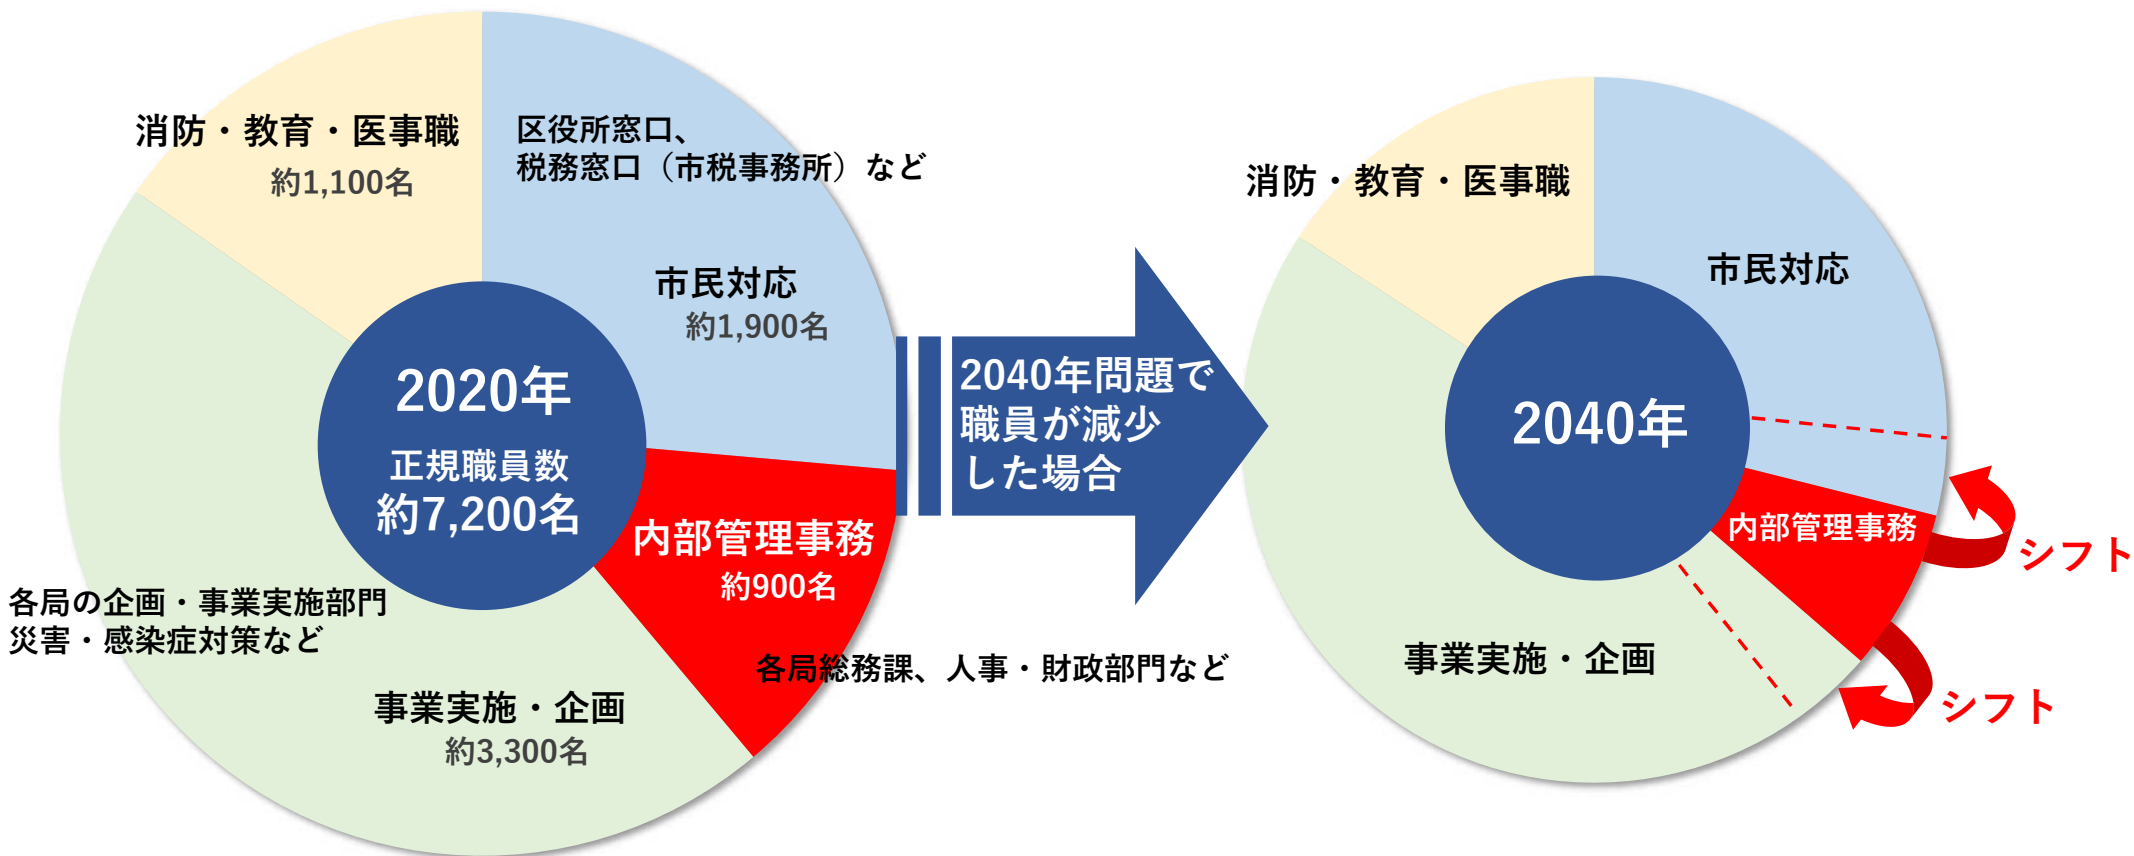 消防・教育・医事職
約1,100名
区役所窓口、
税務窓口（市税事務所）など
市民対応
約1,900名
2020年
正規職員数
約7,200名
内部管理事務
約900名
各局総務課、人事・財政部門など
各局の企画・事業実施部門
災害・感染症対策など
事業実施・企画
約3,300名
2040年問題で
職員が減少
した場合
消防・教育・医事職
市民対応
2040年
内部管理事務
シフト
事業実施・企画
シフト